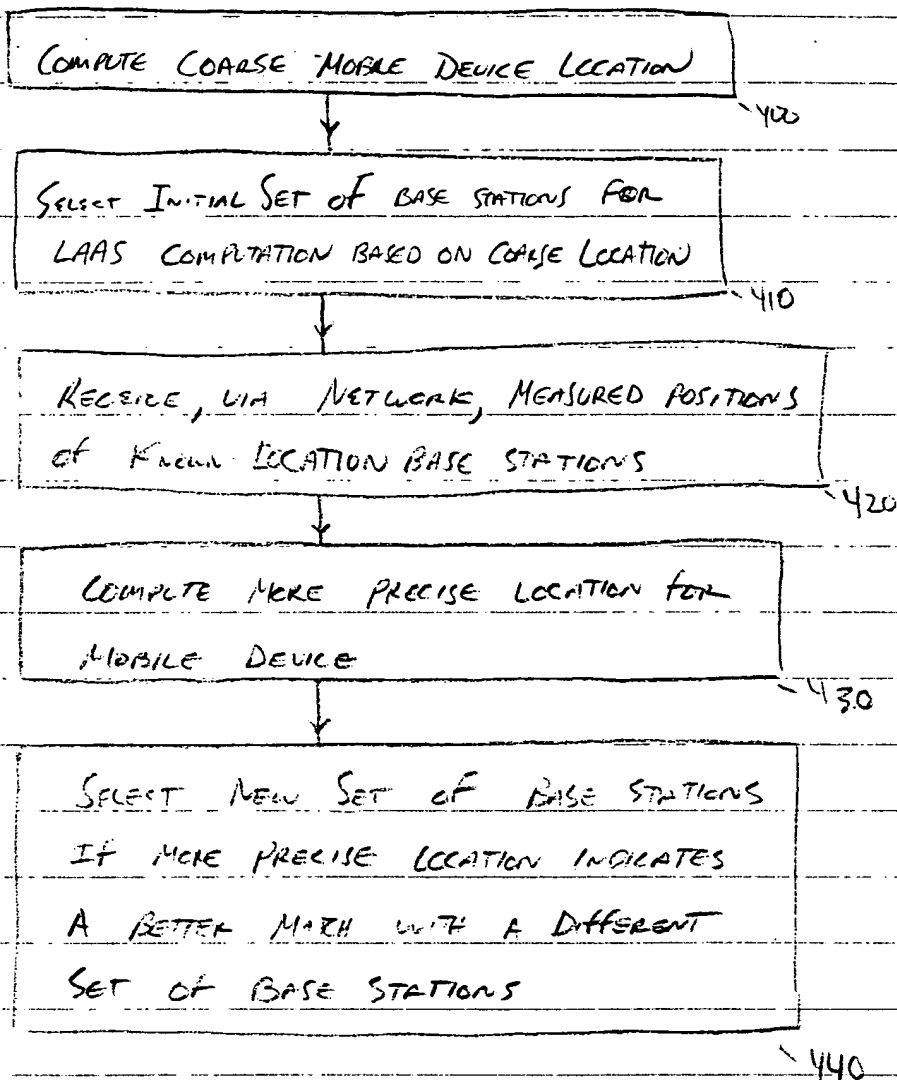 COMPUTE COARSE MOBILE DEVICE LOCATION
400
SELECT INITIAL SET OF BASE STATIONS FOR
LAAS COMPUTATION BASED ON COARSE LOCATION
410
RECEIVE, VIA NETWORK, MEASURED POSITIONS
OF KNOWN LOCATION BASE STATIONS
420
COMPUTE MORE PRECISE LOCATION FOR
MOBILE DEVICE
430
SELECT NEW SET OF BASE STATIONS
IF MORE PRECISE LOCATION INDICATES
A BETTER MATCH WITH A DIFFERENT
SET OF BASE STATIONS
440